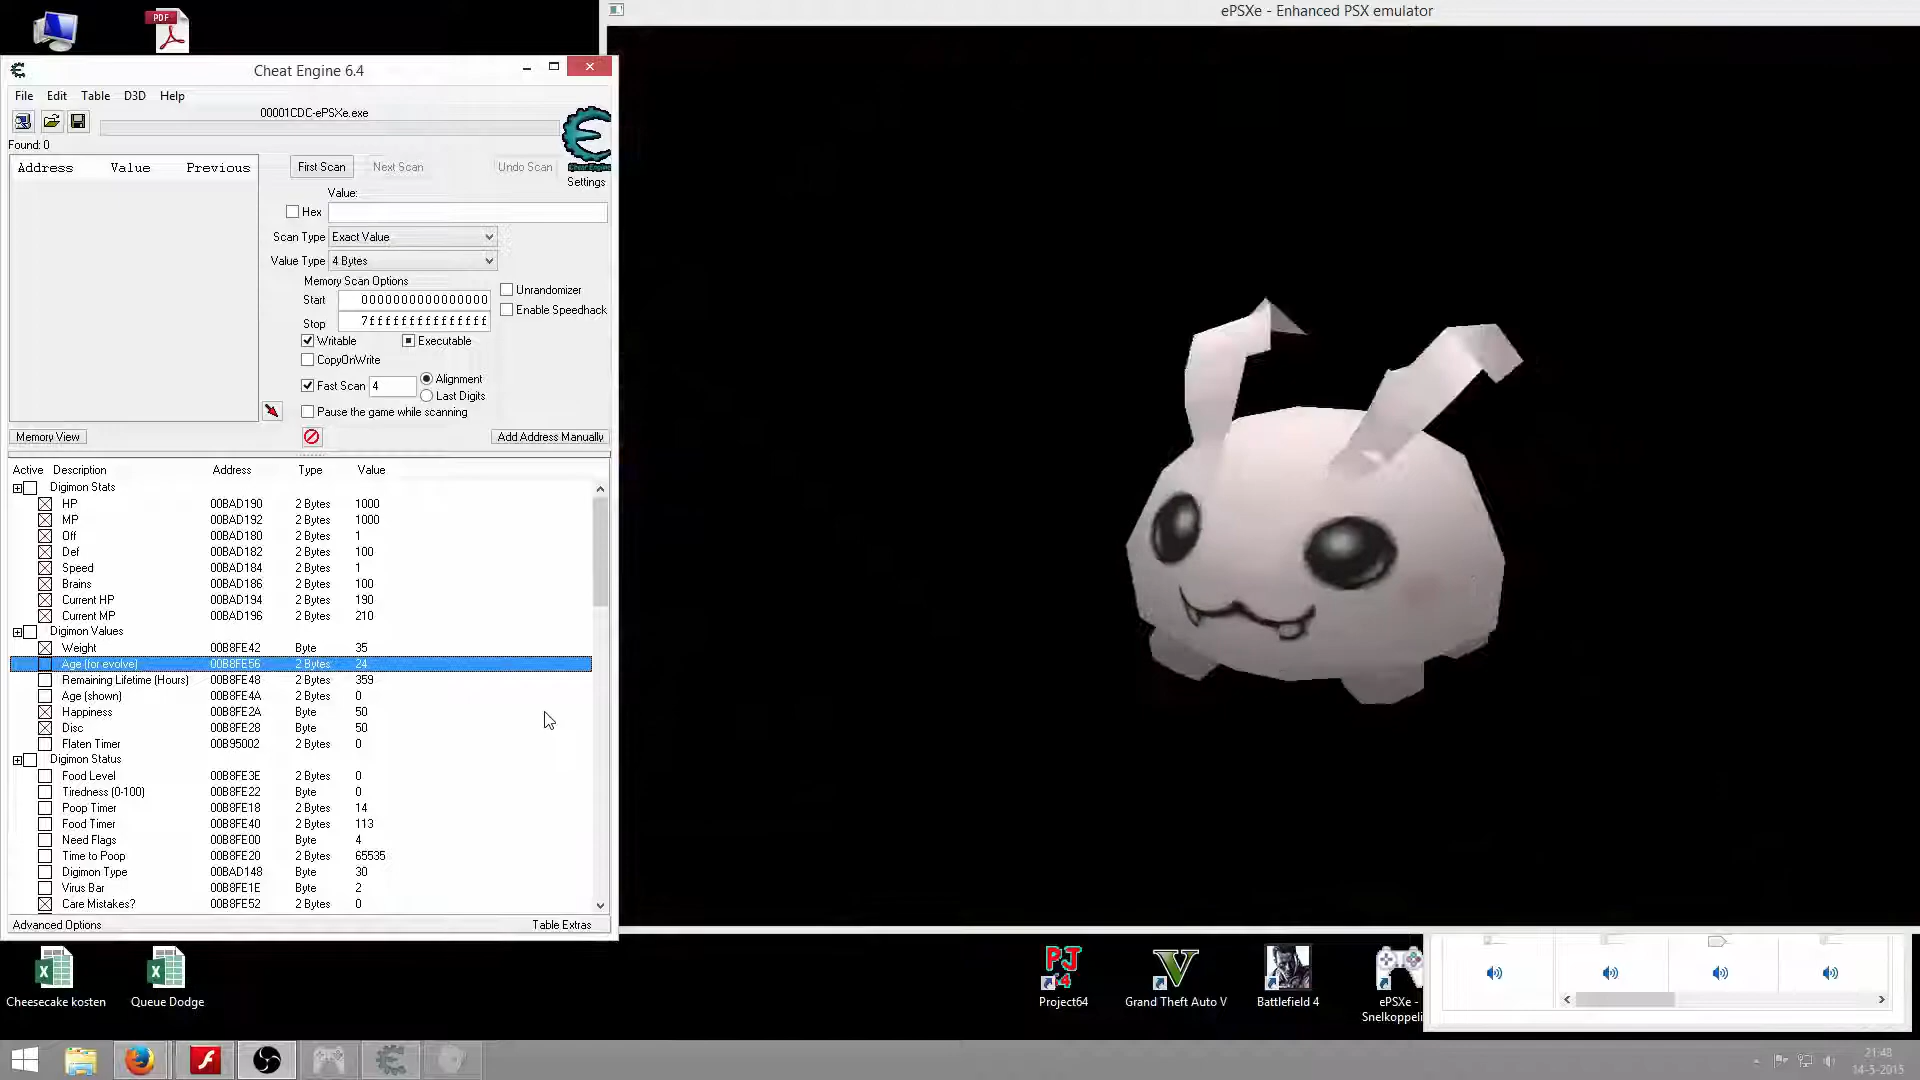 PDF
ePSXe - Enhanced PSX emulator
Cheat Engine 6.4
File Edit Table D3D Help
00001CDC-ePSXe.exe
Found: 0
Address Value Previous
First Scan Next Scan Undo Scan
Cheat Engine
Settings
Value:
Hex
Scan Type Exact Value
Value Type 4 Bytes
Memory Scan Options
Start 0000000000000000
Stop 7fffffffffffffff
Unrandomizer
Enable Speedhack
Writable Executable
CopyOnWrite
Fast Scan 4 Alignment
Last Digits
Pause the game while scanning
Memory View Add Address Manually
Active Description Address Type Value
Digimon Stats
HP 00BAD190 2 Bytes 1000
MP 00BAD192 2 Bytes 1000
Off 00BAD180 2 Bytes 1
Def 00BAD182 2 Bytes 100
Speed 00BAD184 2 Bytes 1
Brains 00BAD186 2 Bytes 100
Current HP 00BAD194 2 Bytes 190
Current MP 00BAD196 2 Bytes 210
Digimon Values
Weight 00B8FE42 Byte 35
Age (for evolve) 00B8FE56 2 Bytes 24
Remaining Lifetime (Hours) 00B8FE48 2 Bytes 359
Age (shown) 00B8FE4A 2 Bytes 0
Happiness 00B8FE2A Byte 50
Disc 00B8FE28 Byte 50
Flaten Timer 00B95002 2 Bytes 0
Digimon Status
Food Level 00B8FE3E 2 Bytes 0
Tiredness (0-100) 00B8FE22 Byte 0
Poop Timer 00B8FE18 2 Bytes 14
Food Timer 00B8FE40 2 Bytes 113
Need Flags 00B8FE00 Byte 4
Time to Poop 00B8FE20 2 Bytes 65535
Digimon Type 00BAD148 Byte 30
Virus Bar 00B8FE1E Byte 2
Care Mistakes? 00B8FE52 2 Bytes 0
Advanced Options Table Extras
PJ
64
Cheesecake kosten
Queue Dodge
Project64
Grand Theft Auto V
Battlefield 4
ePSXe -
Snelkoppeli
21:48
14-5-2015